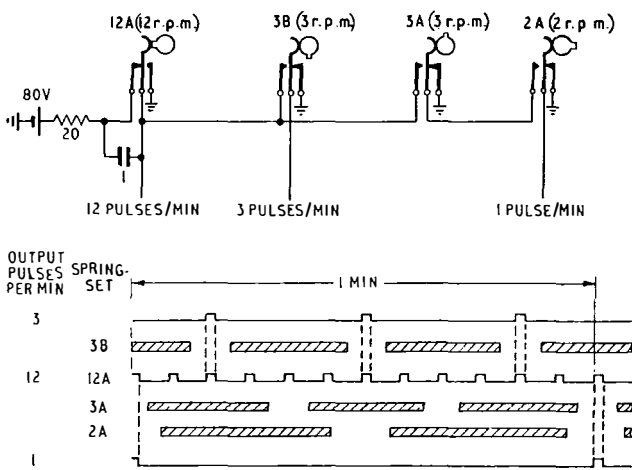 12A (12 r.p.m.)
3B (3 r.p.m.)
3A (3 r.p.m.)
2A (2 r.p.m.)
80V
20
1
12 PULSES/MIN
3 PULSES/MIN
1 PULSE/MIN
OUTPUT
PULSES
PER MIN
SPRING-
SET
1 MIN
3
3B
12
12A
3A
2A
1